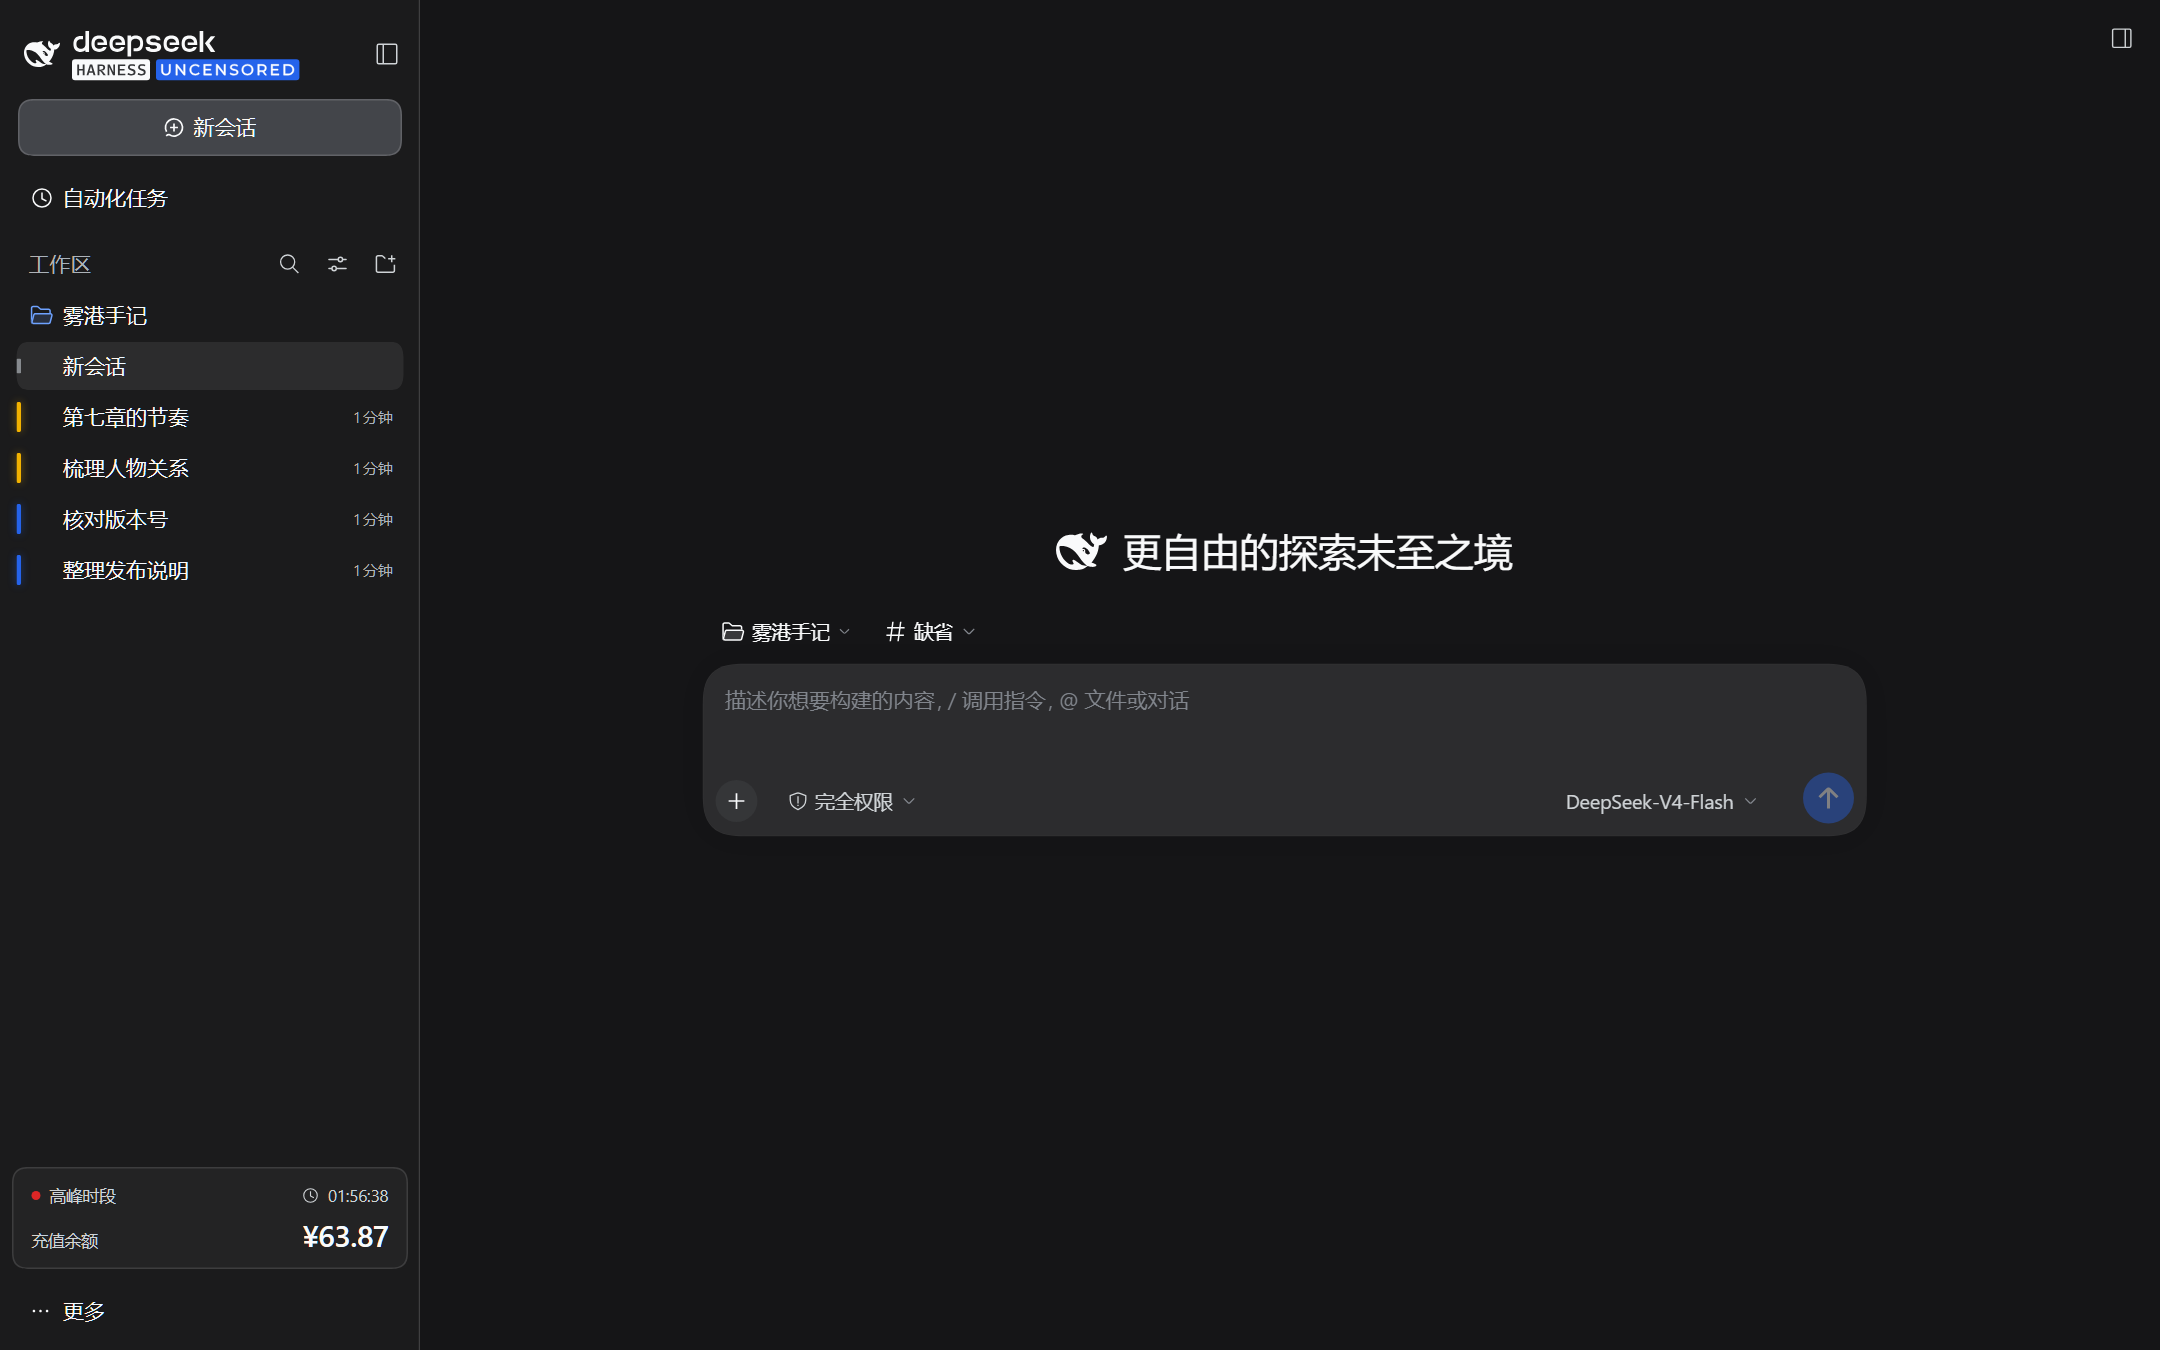 deepseek
HARNESS UNCENSORED
新会话
自动化任务
工作区
雾港手记
新会话
第七章的节奏 1分钟
梳理人物关系 1分钟
核对版本号 1分钟
整理发布说明 1分钟
高峰时段 01:56:38
充值余额 ¥63.87
更多
更自由的探索未至之境
雾港手记 缺省
描述你想要构建的内容, / 调用指令, @ 文件或对话
完全权限 DeepSeek-V4-Flash